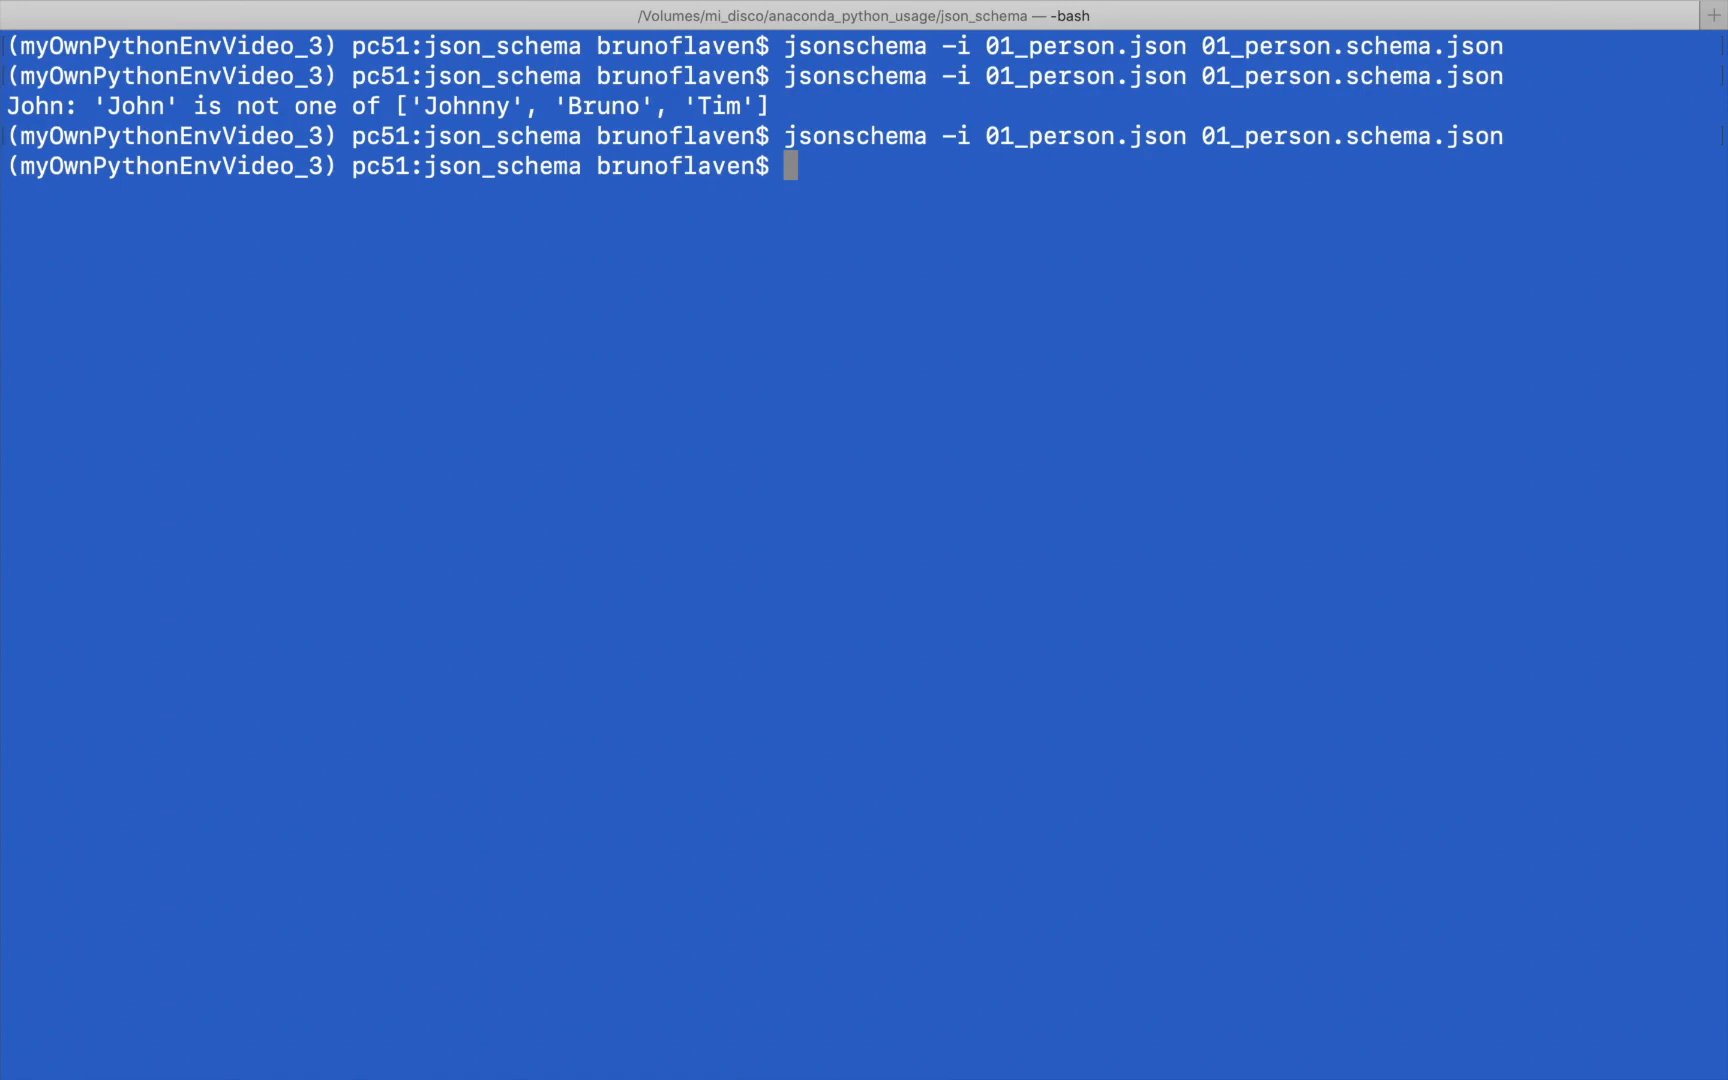 /Volumes/mi_disco/anaconda_python_usage/json_schema — -bash
(myOwnPythonEnvVideo_3) pc51:json_schema brunoflaven$ jsonschema -i 01_person.json 01_person.schema.json
(myOwnPythonEnvVideo_3) pc51:json_schema brunoflaven$ jsonschema -i 01_person.json 01_person.schema.json
John: 'John' is not one of ['Johnny', 'Bruno', 'Tim']
(myOwnPythonEnvVideo_3) pc51:json_schema brunoflaven$ jsonschema -i 01_person.json 01_person.schema.json
(myOwnPythonEnvVideo_3) pc51:json_schema brunoflaven$